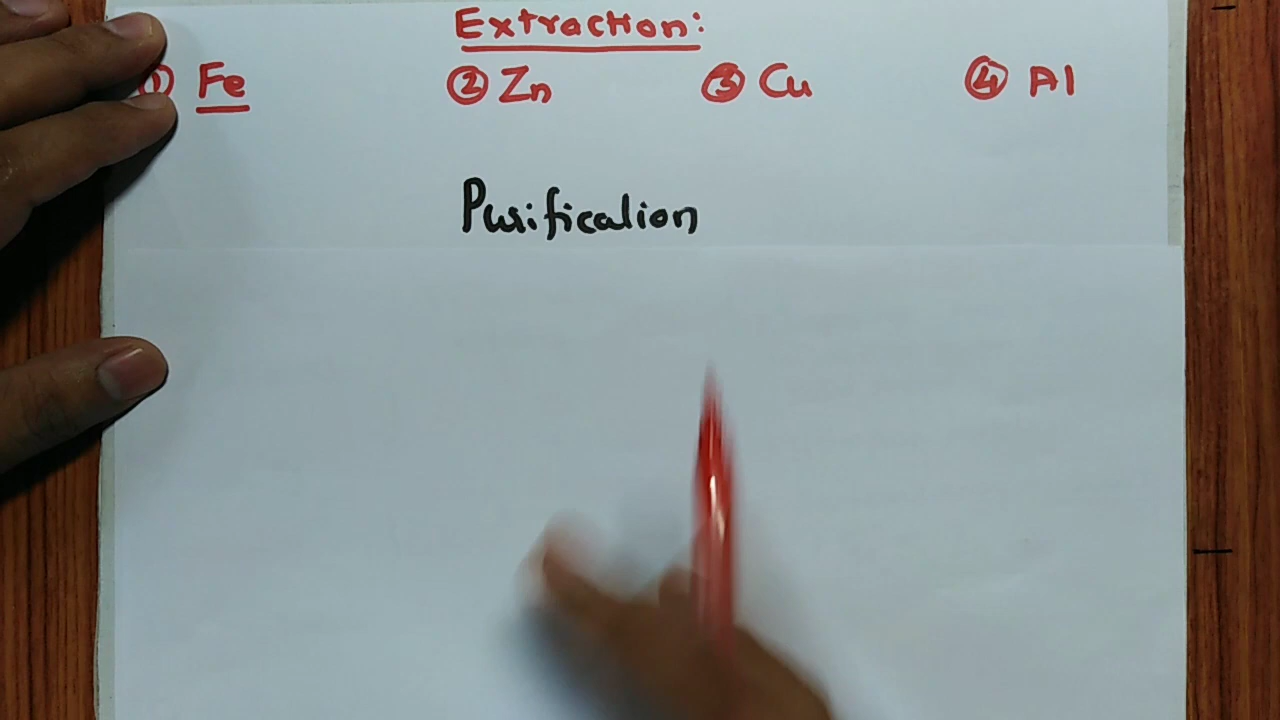 Extraction:
① Fe ② Zn ③ Cu ④ Al
Purification